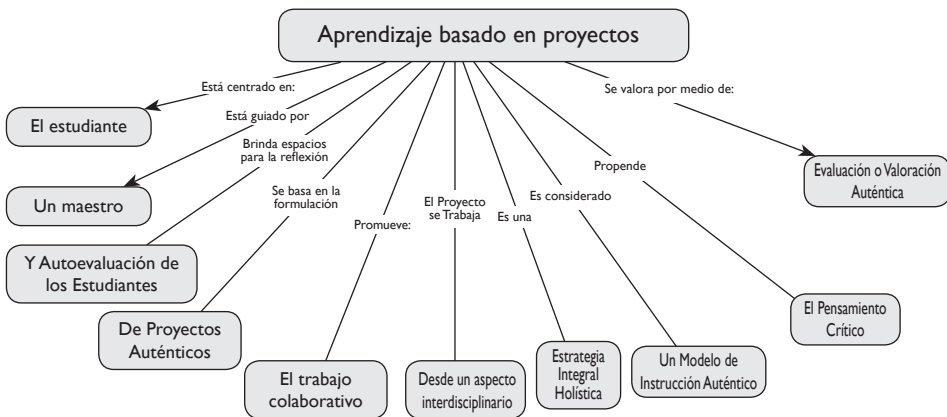 Aprendizaje basado en proyectos
Está centrado en:
El estudiante
Está guiado por
Un maestro
Brinda espacios
para la reflexión
Y Autoevaluación de
los Estudiantes
Se basa en la
formulación
De Proyectos
Auténticos
Promueve:
El trabajo
colaborativo
El Proyecto
se Trabaja
Desde un aspecto
interdisciplinario
Es una
Estrategia
Integral
Holística
Es considerado
Un Modelo de
Instrucción Auténtico
Propende
El Pensamiento
Crítico
Se valora por medio de:
Evaluación o Valoración
Auténtica